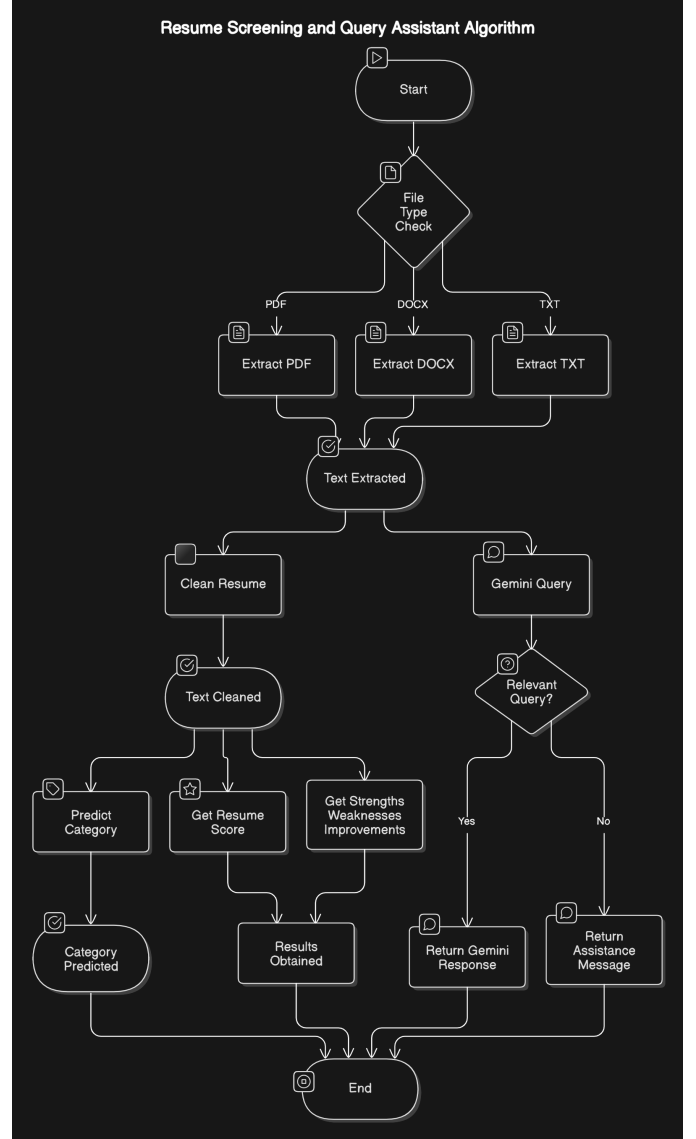 Resume Screening and Query Assistant Algorithm
Start
File
Type
Check
PDF
DOCX
TXT
Extract PDF
Extract DOCX
Extract TXT
Text Extracted
Clean Resume
Gemini Query
Text Cleaned
Relevant
Query?
Predict
Category
Get Resume
Score
Get Strengths
Weaknesses
Improvements
Yes
No
Category
Predicted
Results
Obtained
Return Gemini
Response
Return
Assistance
Message
End